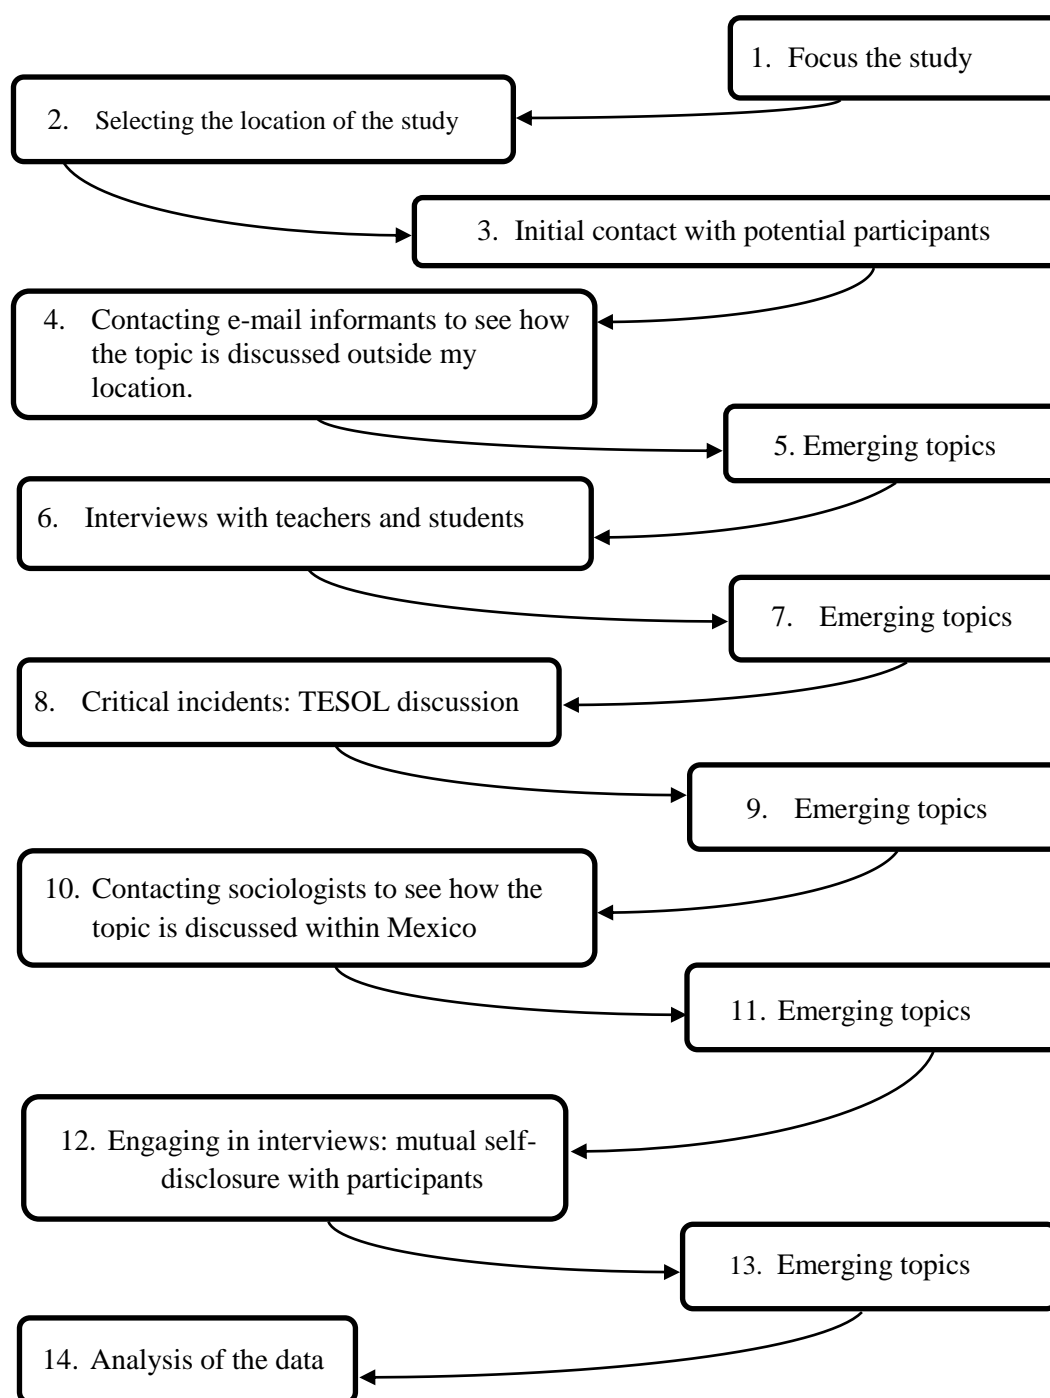 1. Focus the study
2. Selecting the location of the study
3. Initial contact with potential participants
4. Contacting e-mail informants to see how
the topic is discussed outside my
location.
5. Emerging topics
6. Interviews with teachers and students
7. Emerging topics
8. Critical incidents: TESOL discussion
9. Emerging topics
10. Contacting sociologists to see how the
topic is discussed within Mexico
11. Emerging topics
12. Engaging in interviews: mutual self-
disclosure with participants
13. Emerging topics
14. Analysis of the data